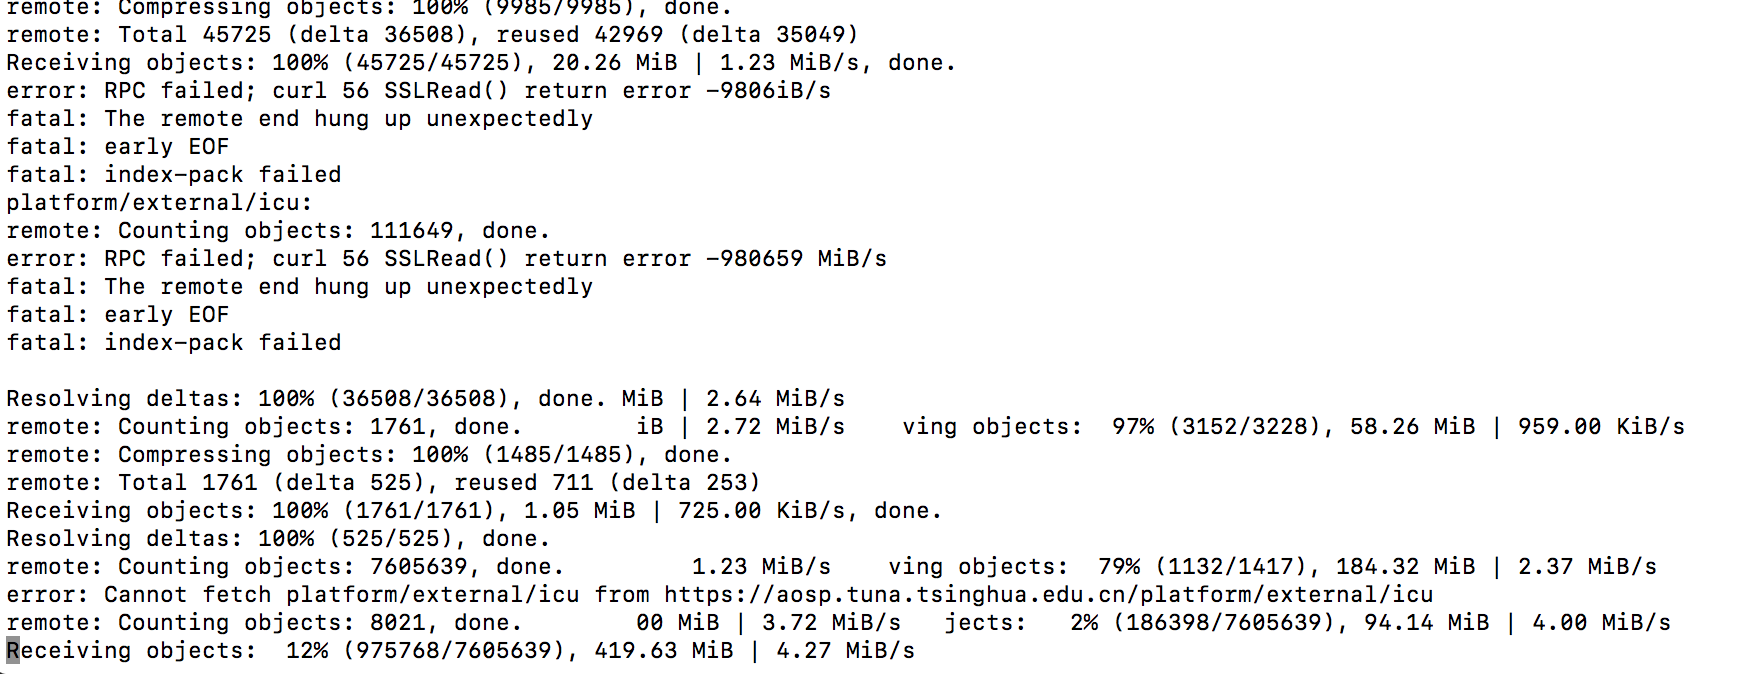 remote: Compressing objects: 100% (9985/9985), done.
remote: Total 45725 (delta 36508), reused 42969 (delta 35049)
Receiving objects: 100% (45725/45725), 20.26 MiB | 1.23 MiB/s, done.
error: RPC failed; curl 56 SSLRead() return error -9806iB/s
fatal: The remote end hung up unexpectedly
fatal: early EOF
fatal: index-pack failed
platform/external/icu:
remote: Counting objects: 111649, done.
error: RPC failed; curl 56 SSLRead() return error -980659 MiB/s
fatal: The remote end hung up unexpectedly
fatal: early EOF
fatal: index-pack failed
Resolving deltas: 100% (36508/36508), done. MiB | 2.64 MiB/s
remote: Counting objects: 1761, done.        iB | 2.72 MiB/s    ving objects:  97% (3152/3228), 58.26 MiB | 959.00 KiB/s
remote: Compressing objects: 100% (1485/1485), done.
remote: Total 1761 (delta 525), reused 711 (delta 253)
Receiving objects: 100% (1761/1761), 1.05 MiB | 725.00 KiB/s, done.
Resolving deltas: 100% (525/525), done.
remote: Counting objects: 7605639, done.         1.23 MiB/s    ving objects:  79% (1132/1417), 184.32 MiB | 2.37 MiB/s
error: Cannot fetch platform/external/icu from https://aosp.tuna.tsinghua.edu.cn/platform/external/icu
remote: Counting objects: 8021, done.        00 MiB | 3.72 MiB/s   jects:   2% (186398/7605639), 94.14 MiB | 4.00 MiB/s
Receiving objects:  12% (975768/7605639), 419.63 MiB | 4.27 MiB/s